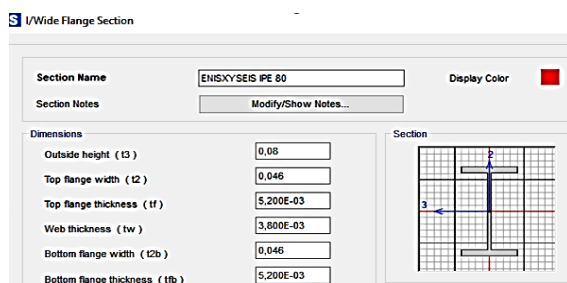 S I/Wide Flange Section
Section Name ENISXYSEIS IPE 80 Display Color
Section Notes Modify/Show Notes...
Dimensions Section
Outside height ( t3 ) 0,08
Top flange width ( t2 ) 0,046
Top flange thickness ( tf ) 5,200E-03
Web thickness ( tw ) 3,800E-03
Bottom flange width ( t2b ) 0,046
Bottom flange thickness ( tfb ) 5,200E-03
2
3